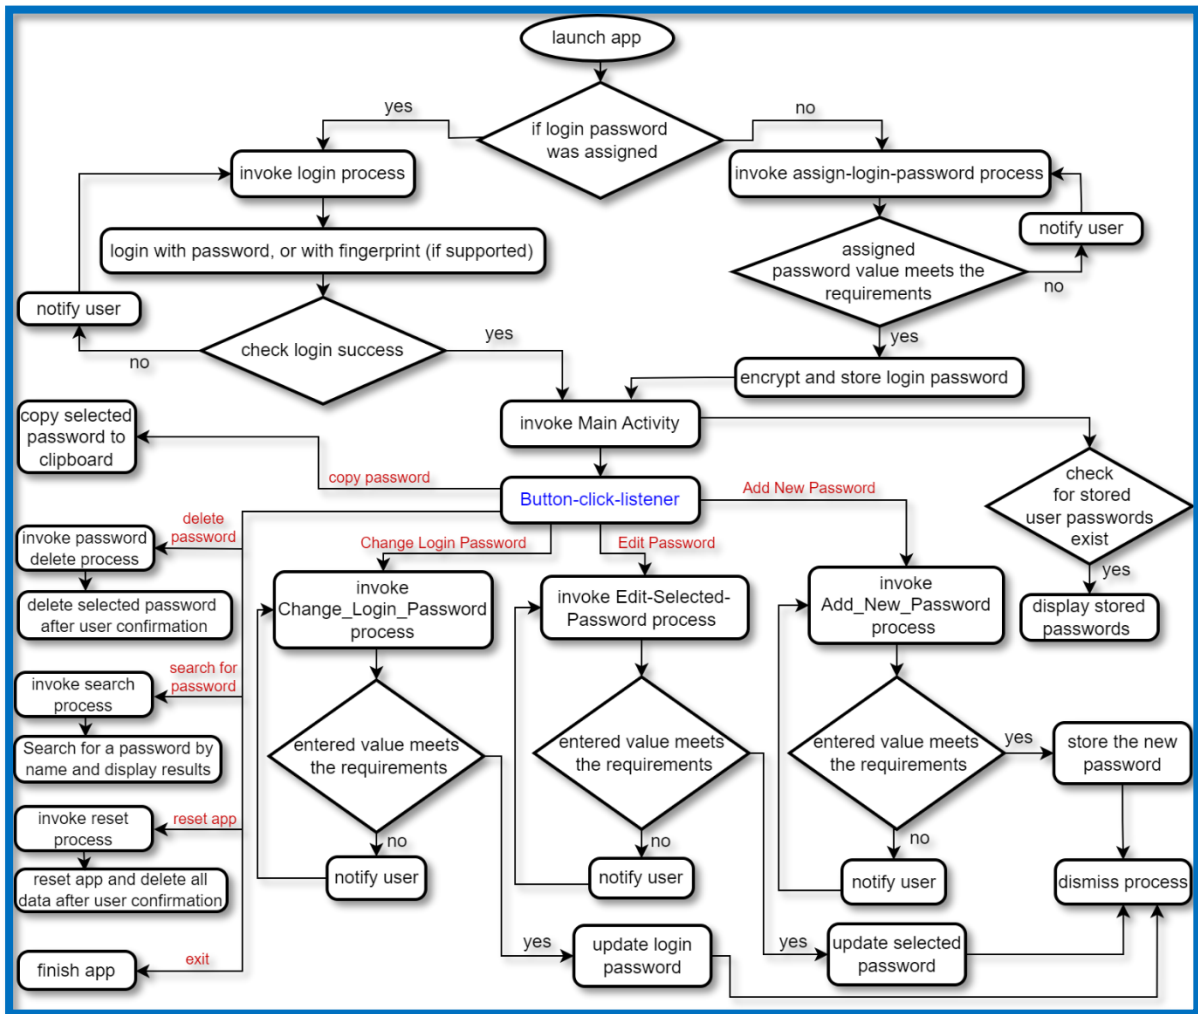 launch app
yes
no
if login password
was assigned
invoke login process
invoke assign-login-password process
notify user
login with password, or with fingerprint (if supported)
assigned
password value meets the
requirements
no
notify user
yes
no
check login success
yes
encrypt and store login password
copy selected
password to
clipboard
invoke Main Activity
copy password
Button-click-listener
Add New Password
check
for stored
user passwords
exist
yes
display stored
passwords
delete
password
invoke password
delete process
delete selected password
after user confirmation
Change Login Password
Edit Password
invoke
Change_Login_Password
process
invoke Edit-Selected-
Password process
invoke
Add_New_Password
process
search for
password
invoke search
process
Search for a password by
name and display results
entered value meets
the requirements
entered value meets
the requirements
entered value meets
the requirements
yes
store the new
password
reset app
invoke reset
process
reset app and delete all
data after user confirmation
no
notify user
no
notify user
no
notify user
dismiss process
yes
update login
password
yes
update selected
password
exit
finish app